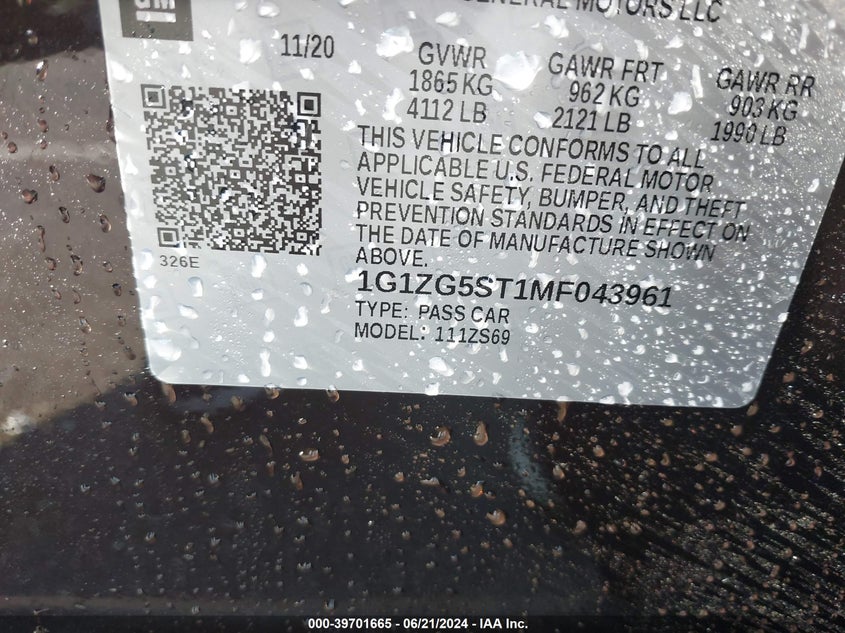 GM
GENERAL MOTORS LLC
11/20
GVWR
1865 KG
4112 LB
GAWR FRT
962 KG
2121 LB
GAWR RR
903 KG
1990 LB
THIS VEHICLE CONFORMS TO ALL
APPLICABLE U.S. FEDERAL MOTOR
VEHICLE SAFETY, BUMPER, AND THEFT
PREVENTION STANDARDS IN EFFECT ON
THE DATE OF MANUFACTURE SHOWN
ABOVE.
326E
1G1ZG5ST1MF043961
TYPE: PASS CAR
MODEL: 111ZS69
000-39701665 / 06/21/2024 - IAA Inc.